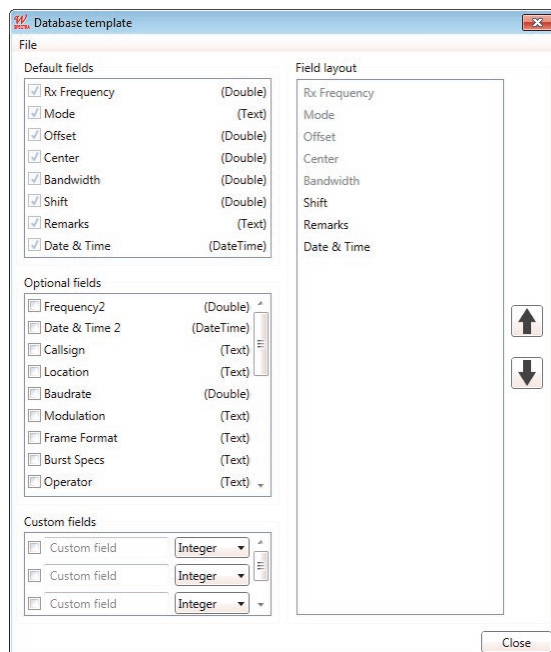 W SPECTRA Database template
File
Default fields
Rx Frequency (Double)
Mode (Text)
Offset (Double)
Center (Double)
Bandwidth (Double)
Shift (Double)
Remarks (Text)
Date & Time (DateTime)
Optional fields
Frequency2 (Double)
Date & Time 2 (DateTime)
Callsign (Text)
Location (Text)
Baudrate (Double)
Modulation (Text)
Frame Format (Text)
Burst Specs (Text)
Operator (Text)
Custom fields
Custom field Integer
Custom field Integer
Custom field Integer
Field layout
Rx Frequency
Mode
Offset
Center
Bandwidth
Shift
Remarks
Date & Time
Close